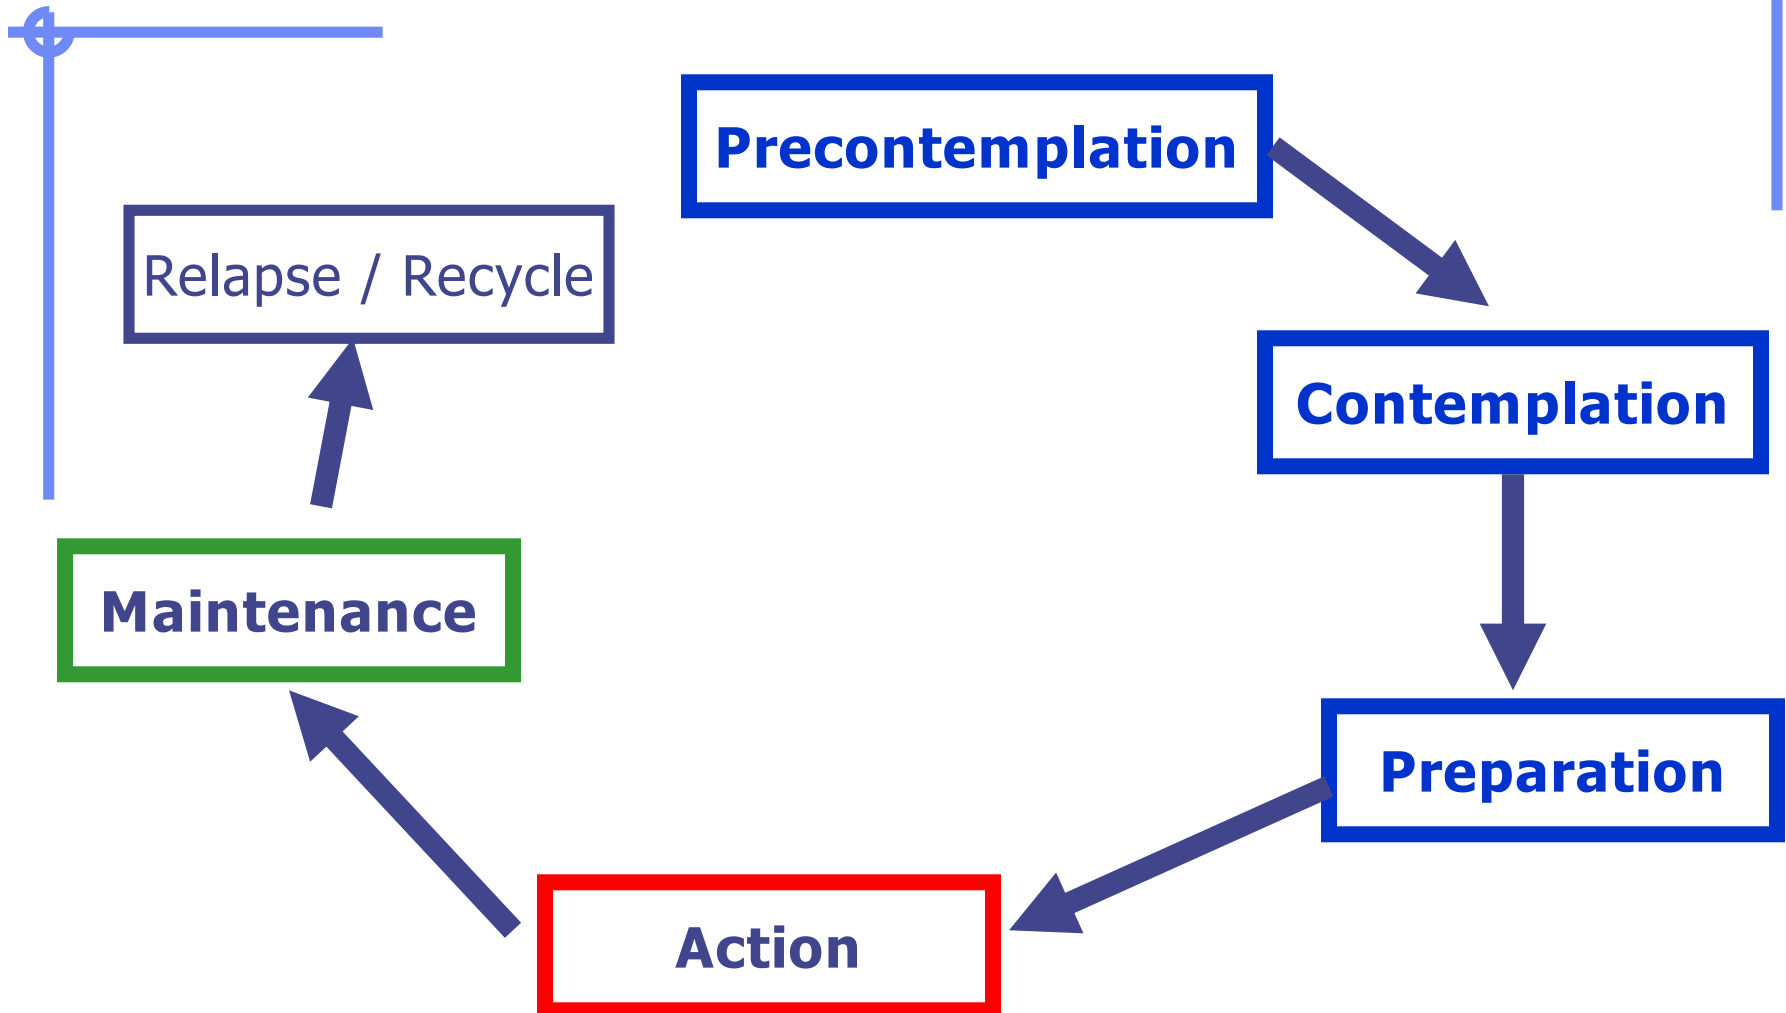 Precontemplation
Relapse / Recycle
Contemplation
Maintenance
Preparation
Action